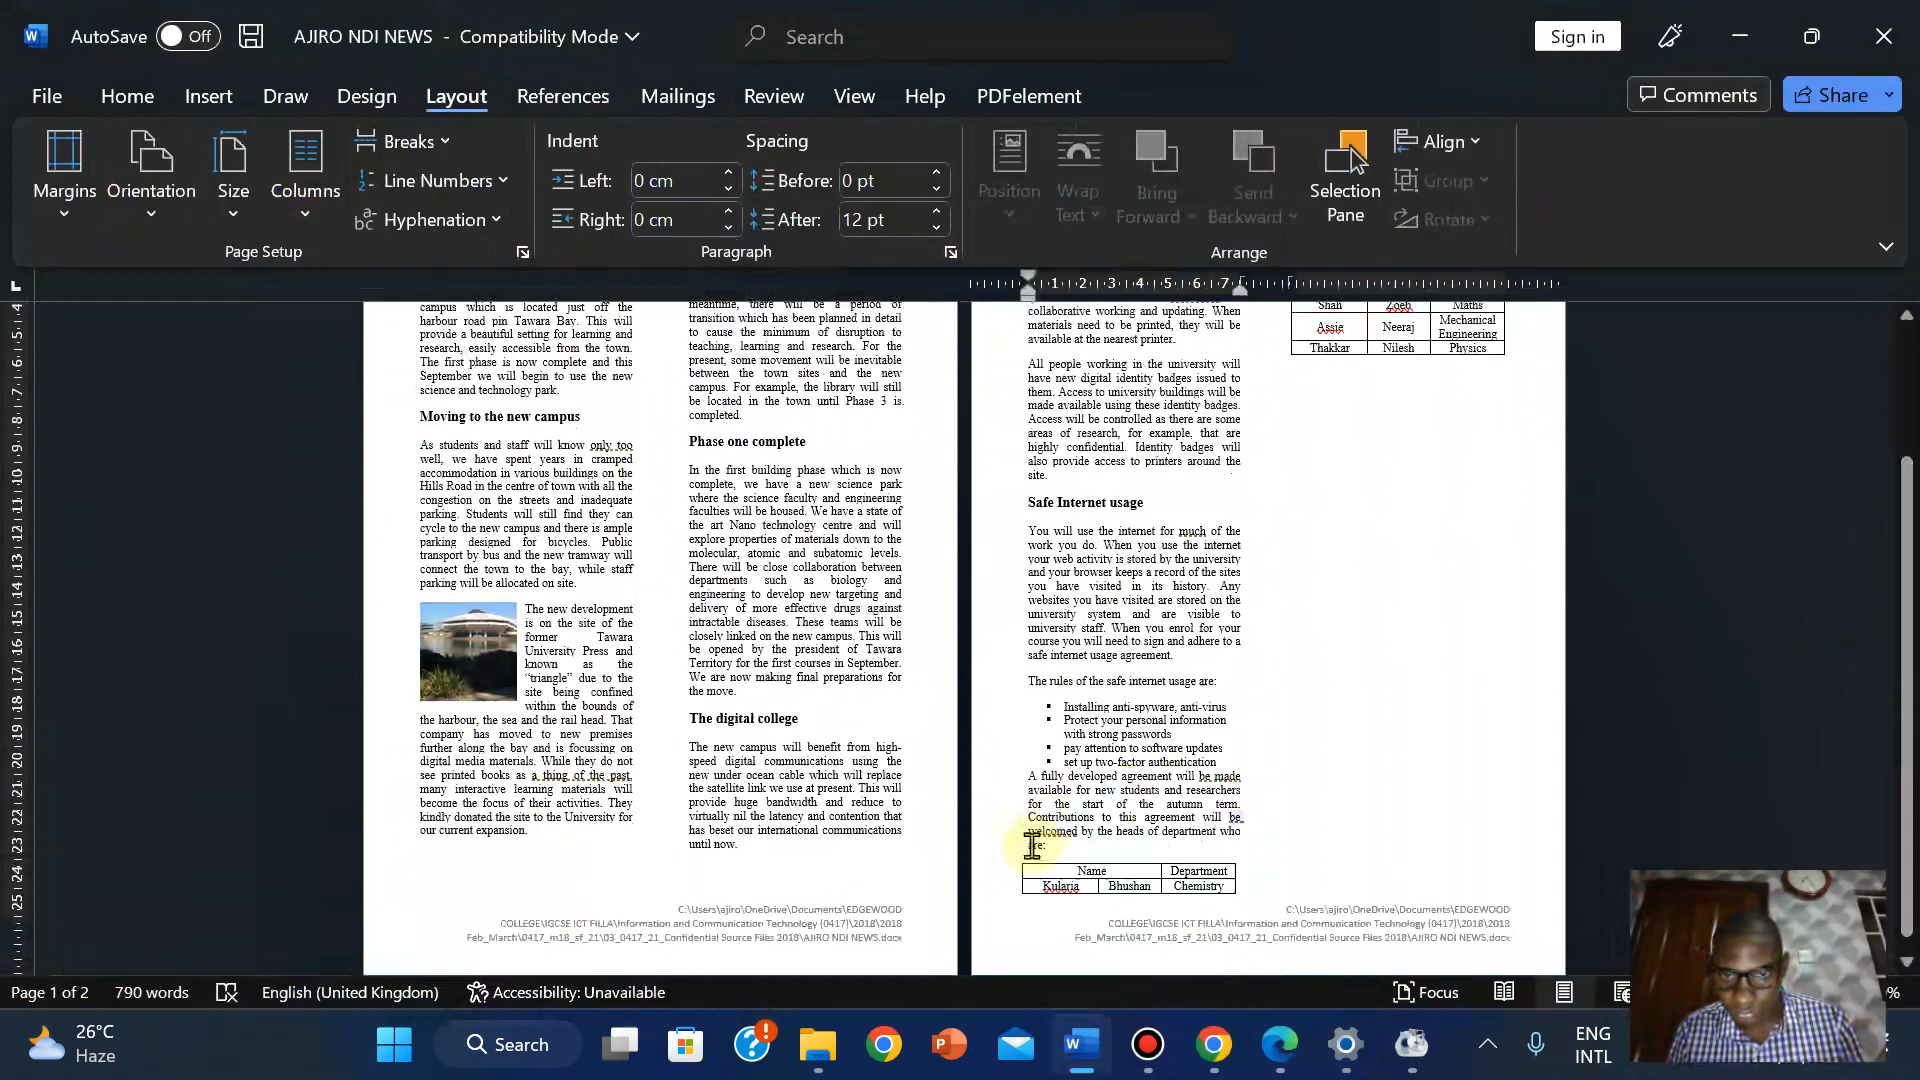 AutoSave Off AJIRO NDI NEWS - Compatibility Mode Search Sign in
File Home Insert Draw Design Layout References Mailings Review View Help PDFelement Comments Share
Margins
Orientation
Size
Columns
Breaks
Line Numbers
Hyphenation
Page Setup
Indent
Left: 0 cm
Right: 0 cm
Spacing
Before: 0 pt
After: 12 pt
Paragraph
Position
Wrap
Text
Bring
Forward
Send
Backward
Selection
Pane
Align
Group
Rotate
Arrange
campus which is located just off the
harbour road pin Tawara Bay. This will
provide a beautiful setting for learning and
research, easily accessible from the town.
The first phase is now complete and this
September we will begin to use the new
science and technology park.
Moving to the new campus
As students and staff will know only too
well, we have spent years in cramped
accommodation in various buildings on the
Hills Road in the centre of town with all the
congestion on the streets and inadequate
parking. Students will still find they can
cycle to the new campus and there is ample
parking designed for bicycles. Public
transport by bus and the new tramway will
connect the town to the bay, while staff
parking will be allocated on site.
The new development
is on the site of the
former Tawara
University Press and
known as the
“triangle” due to the
site being confined
within the bounds of
the harbour, the sea and the rail head. That
company has moved to new premises
further along the bay and is focussing on
digital media materials. While they do not
see printed books as a thing of the past,
many interactive learning materials will
become the focus of their activities. They
kindly donated the site to the University for
our current expansion.
meantime, there will be a period of
transition which has been planned in detail
to cause the minimum of disruption to
teaching, learning and research. For the
present, some movement will be inevitable
between the town sites and the new
campus. For example, the library will still
be located in the town until Phase 3 is
completed.
Phase one complete
In the first building phase which is now
complete, we have a new science park
where the science faculty and engineering
faculties will be housed. We have a state of
the art Nano technology centre and will
explore properties of materials down to the
molecular, atomic and subatomic levels.
There will be close collaboration between
departments such as biology and
engineering to develop new targeting and
delivery of more effective drugs against
intractable diseases. These teams will be
closely linked on the new campus. This will
be opened by the president of Tawara
Territory for the first courses in September.
We are now making final preparations for
the move.
The digital college
The new campus will benefit from high-
speed digital communications using the
new under ocean cable which will replace
the satellite link we use at present. This will
provide huge bandwidth and reduce to
virtually nil the latency and contention that
has beset our international communications
until now.
C:\Users\ajiro\OneDrive\Documents\EDGEWOOD
COLLEGE\IGCSE ICT FILLA\Information and Communication Technology (0417)\2018\2018
Feb_March\0417_m18_sf_21\03_0417_21_Confidential Source Files 2018\AJIRO NDI NEWS.docx
collaborative working and updating. When
materials need to be printed, they will be
available at the nearest printer.
All people working in the university will
have new digital identity badges issued to
them. Access to university buildings will be
made available using these identity badges.
Access will be controlled as there are some
areas of research, for example, that are
highly confidential. Identity badges will
also provide access to printers around the
site.
Safe Internet usage
You will use the internet for much of the
work you do. When you use the internet
your web activity is stored by the university
and your browser keeps a record of the sites
you have visited in its history. Any
websites you have visited are stored on the
university system and are visible to
university staff. When you enrol for your
course you will need to sign and adhere to a
safe internet usage agreement.
The rules of the safe internet usage are:
▪ Installing anti-spyware, anti-virus
▪ Protect your personal information
with strong passwords
▪ pay attention to software updates
▪ set up two-factor authentication
A fully developed agreement will be made
available for new students and researchers
for the start of the autumn term.
Contributions to this agreement will be
welcomed by the heads of department who
are:
Name Department
Kularia Bhushan Chemistry
Shah Zoeb Maths
Assie Neeraj Mechanical
Engineering
Thakkar Nilesh Physics
C:\Users\ajiro\OneDrive\Documents\EDGEWOOD
COLLEGE\IGCSE ICT FILLA\Information and Communication Technology (0417)\2018\2018
Feb_March\0417_m18_sf_21\03_0417_21_Confidential Source Files 2018\AJIRO NDI NEWS.docx
Page 1 of 2 790 words English (United Kingdom) Accessibility: Unavailable Focus
26°C
Haze
Search
ENG
INTL